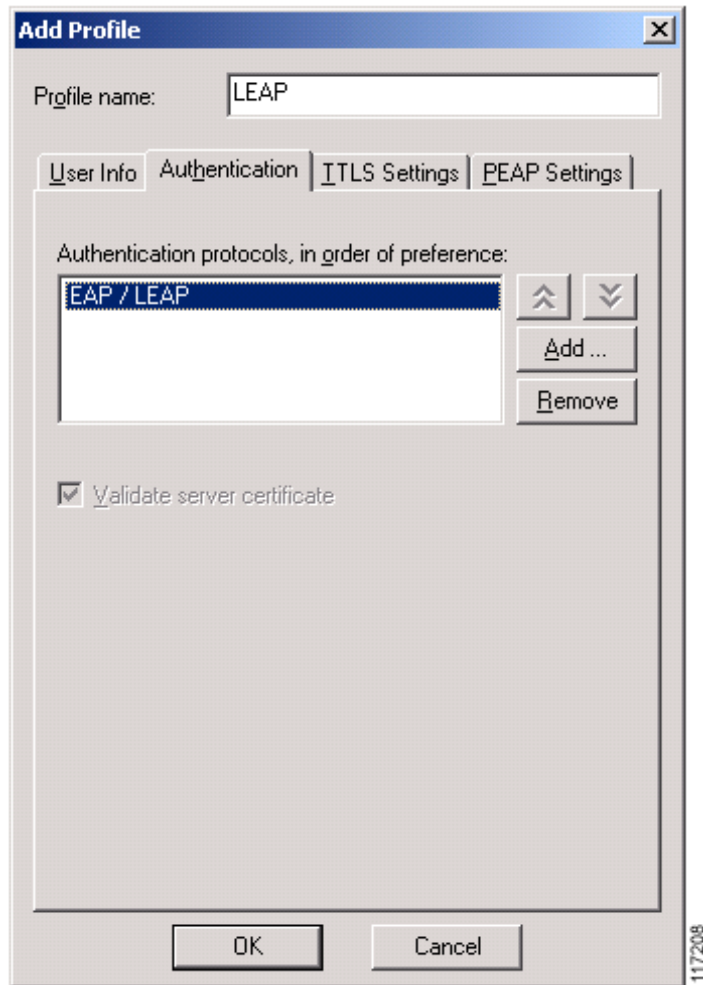 Add Profile
Profile name: LEAP
User Info Authentication TTLS Settings PEAP Settings
Authentication protocols, in order of preference:
EAP / LEAP
Add ...
Remove
Validate server certificate
OK Cancel
117208